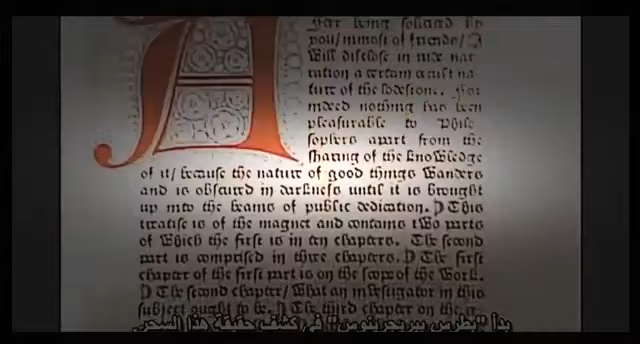 After being solicited by
you/ inmost of friends/ I
Will disclose in rude nar
ration a certain occult na
ture of the lodestone. For
indeed nothing has been
pleasurable to Philo
sophers apart from the
sharing of the knowledge
of it/ because the nature of good things Wanders
and is obscured in darkness until it is brought
up into the beams of public dedication. This
treatise is of the magnet and contains tWo parts
of Which the first is in ten chapters. The second
part is comprised in three chapters. The first
chapter of the first part is on the scope of the Work.
The second chapter/ What an investigator in this
subject ought to be. The third chapter on the
بدأ "بطرس بيريجرينوس" في كشف حقيقة هذا السحر.